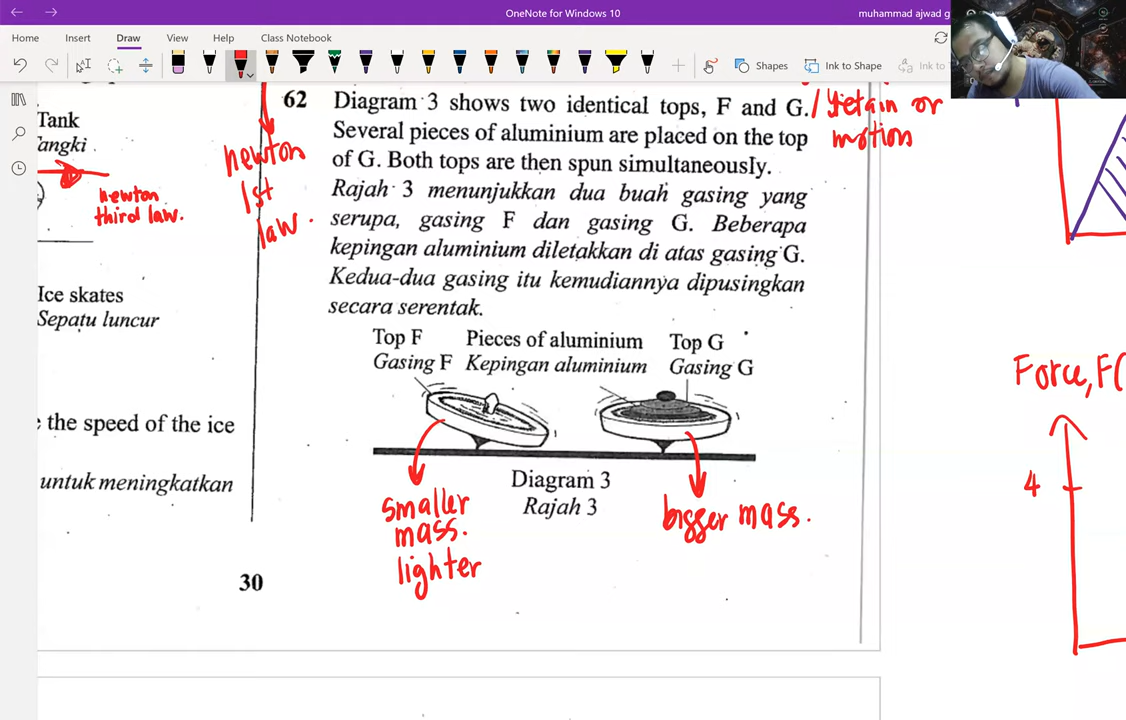 OneNote for Windows 10
muhammad ajwad g
Home Insert Draw View Help Class Notebook
Shapes Ink to Shape Ink to
Tank
angki
newton
third law.
Ice skates
Sepatu luncur
the speed of the ice
untuk meningkatkan
30
newton
1st
law.
62 Diagram 3 shows two identical tops, F and G.
Several pieces of aluminium are placed on the top
of G. Both tops are then spun simultaneously.
Rajah 3 menunjukkan dua buah gasing yang
serupa, gasing F dan gasing G. Beberapa
kepingan aluminium diletakkan di atas gasing G.
Kedua-dua gasing itu kemudiannya dipusingkan
secara serentak.
Top F Pieces of aluminium Top G
Gasing F Kepingan aluminium Gasing G
Diagram 3
Rajah 3
smaller
mass.
lighter
bigger mass.
or
motion
Force, F(
4